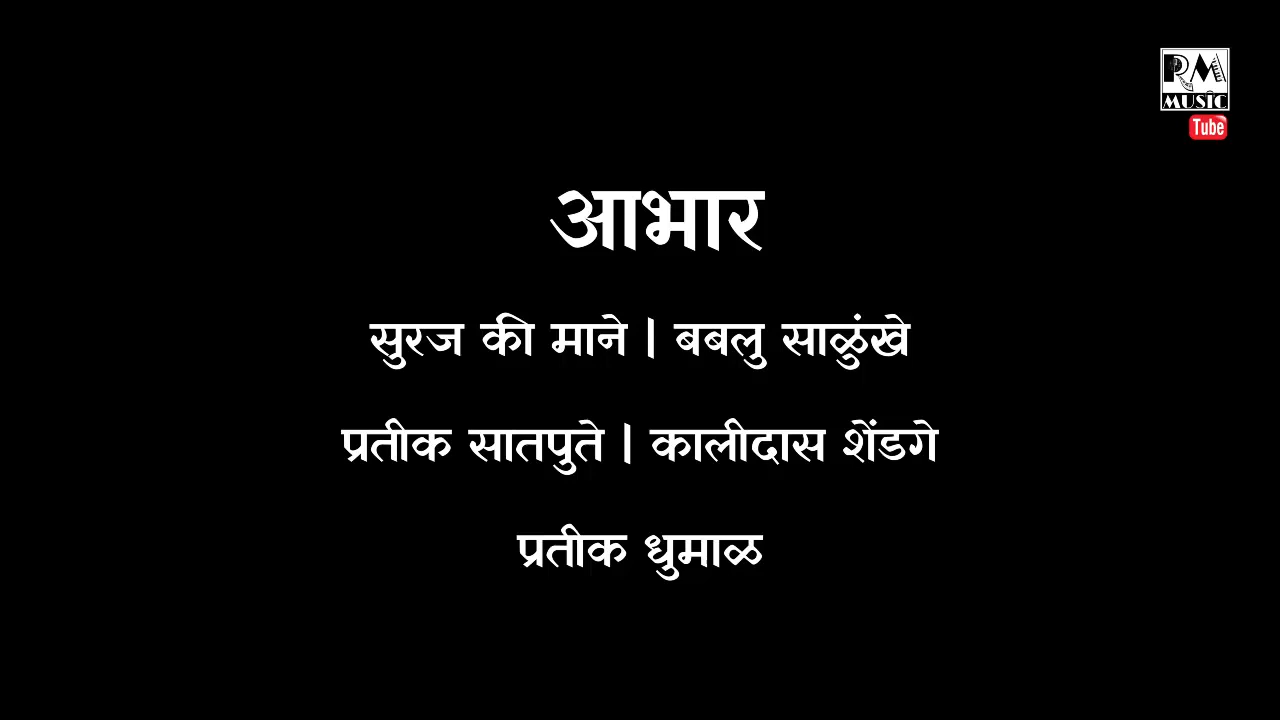 RM
MUSIC
Tube
आभार
सुरज की माने | बबलु साळुंखे
प्रतीक सातपुते | कालीदास शेंडगे
प्रतीक धुमाळ